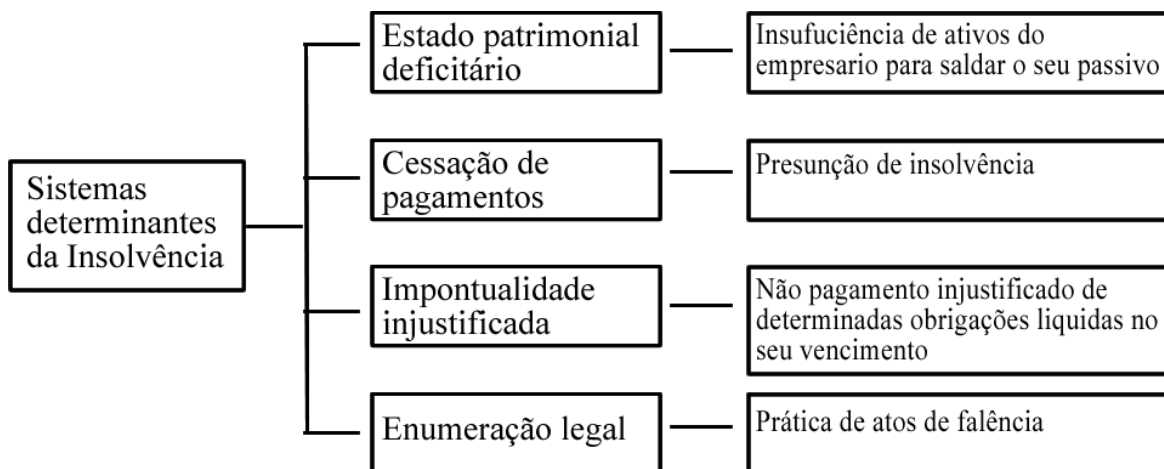 Sistemas
determinantes
da Insolvência
Estado patrimonial
deficitário
Insufuciência de ativos do
empresario para saldar o seu passivo
Cessação de
pagamentos
Presunção de insolvência
Impontualidade
injustificada
Não pagamento injustificado de
determinadas obrigações liquidas no
seu vencimento
Enumeração legal
Prática de atos de falência